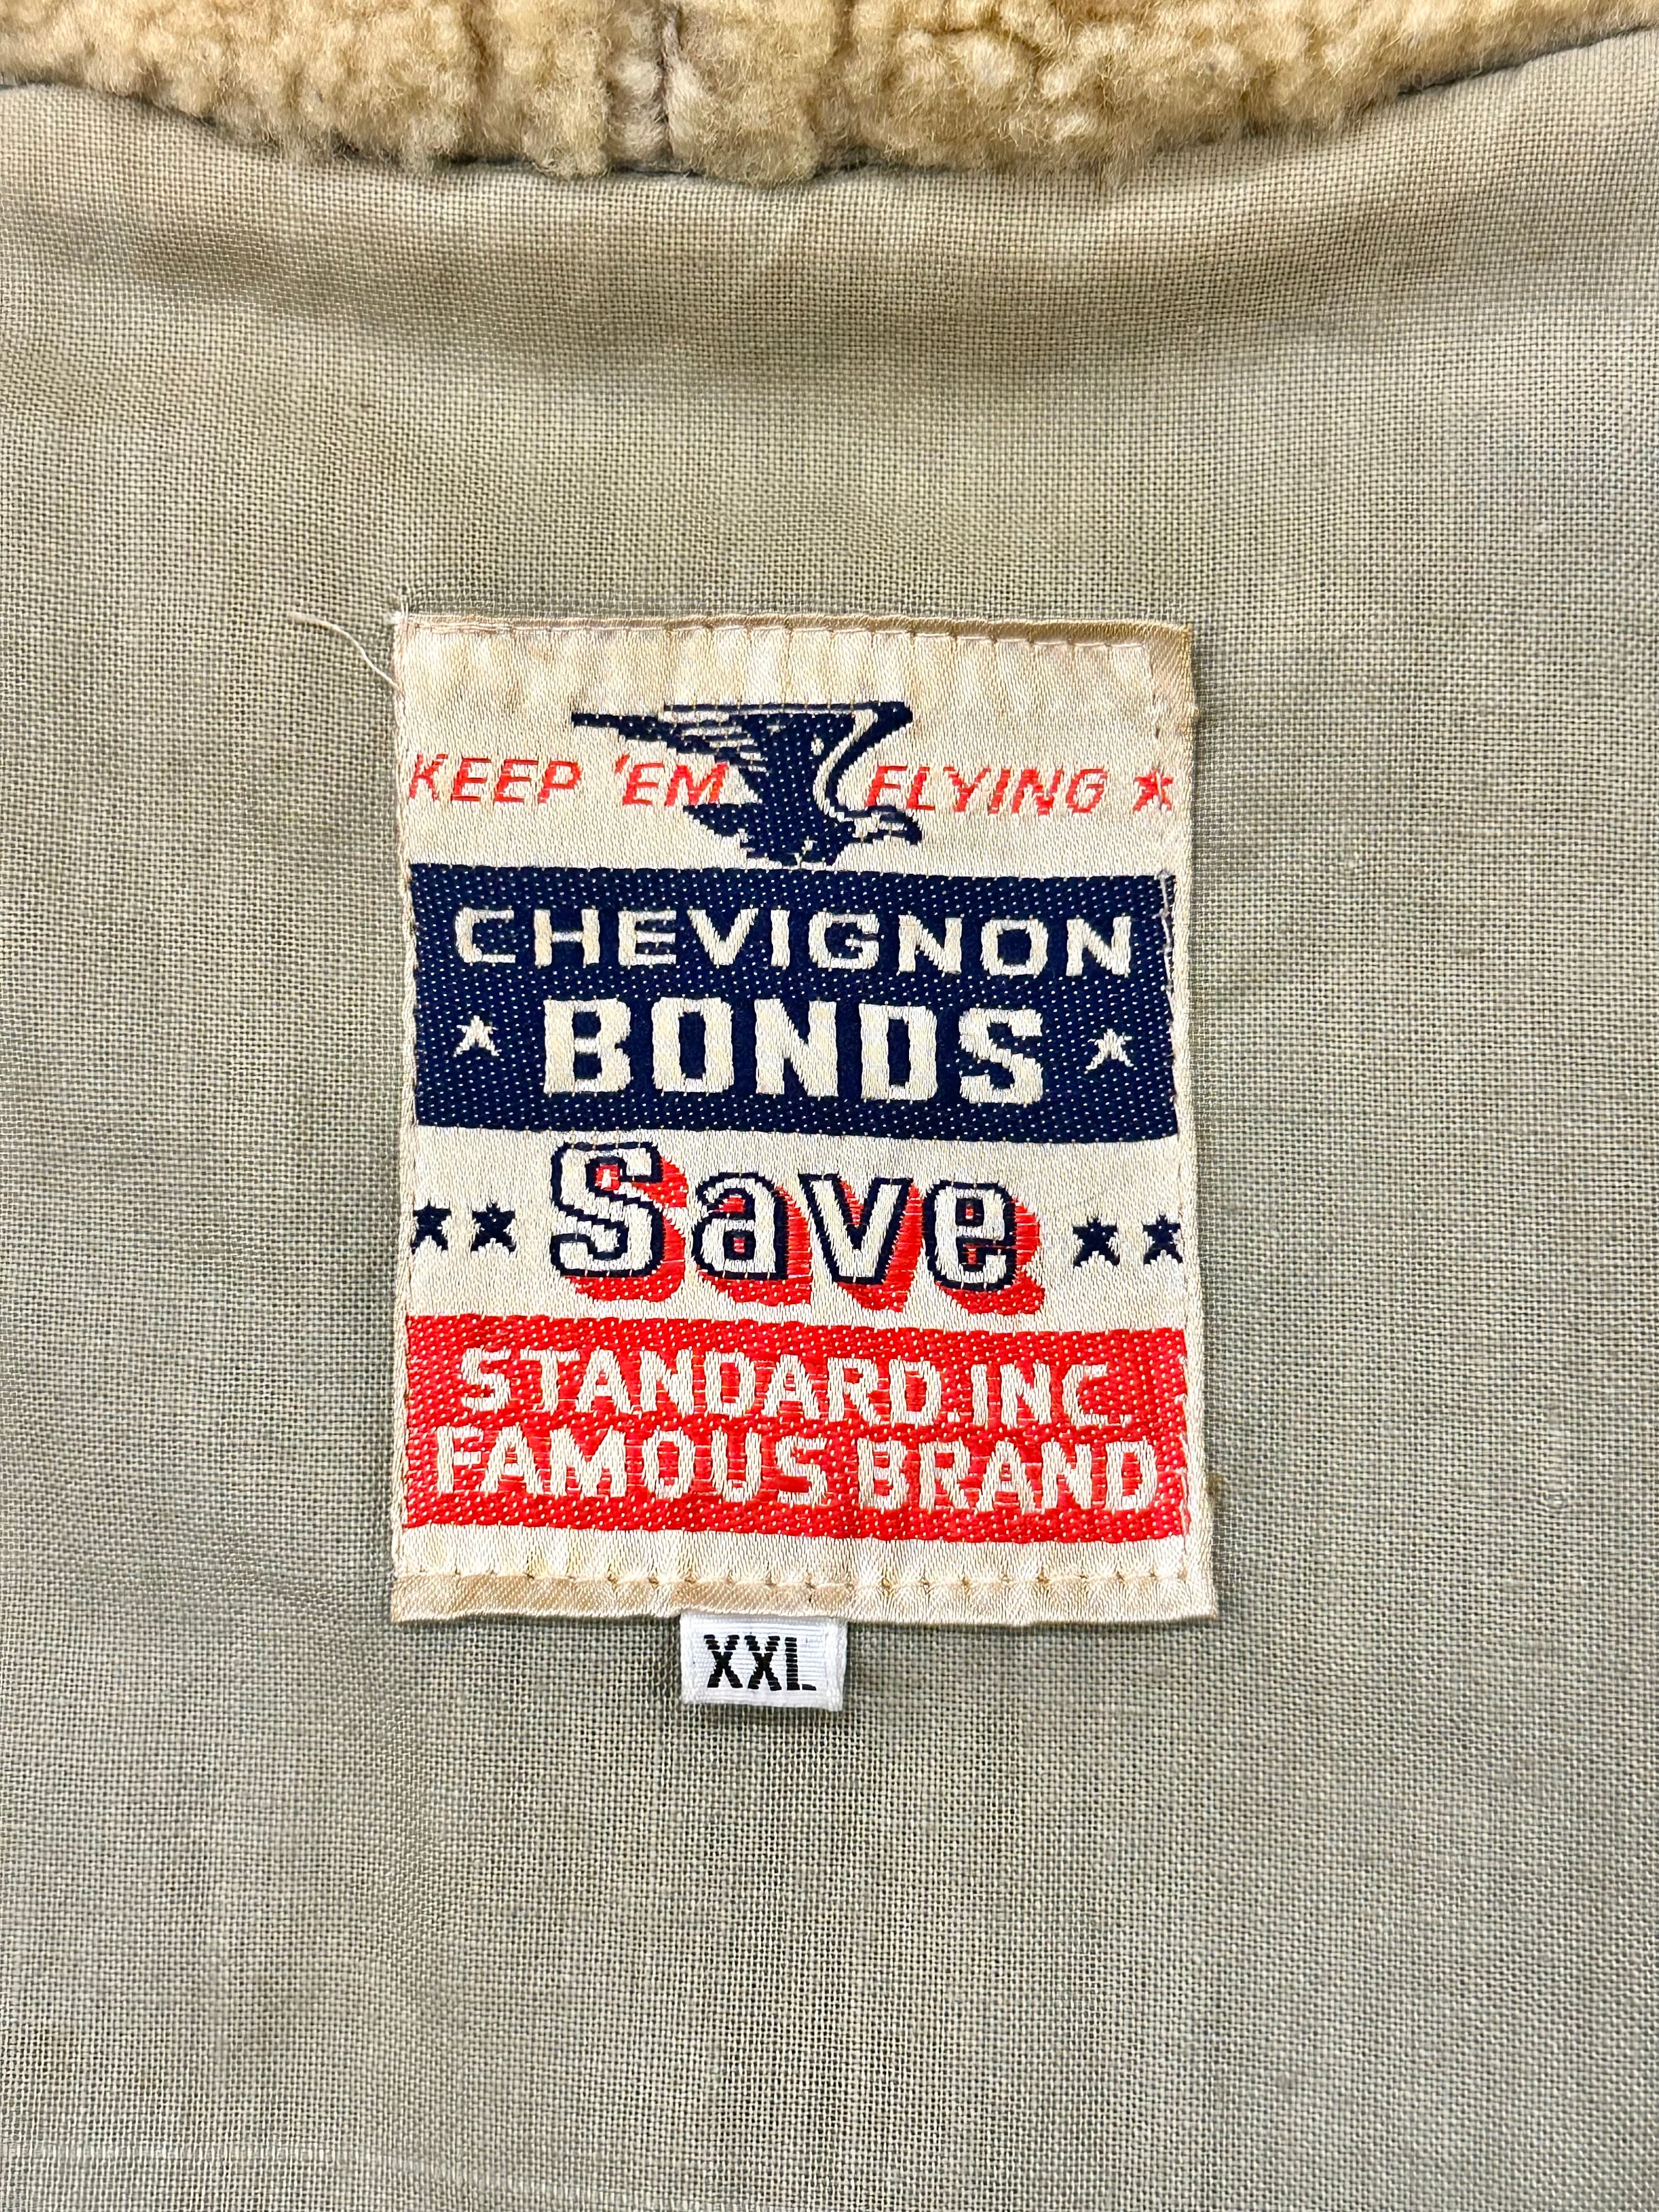 KEEP 'EM FLYING
CHEVIGNON
BONDS
Save
STANDARD.INC
FAMOUS BRAND
XXL